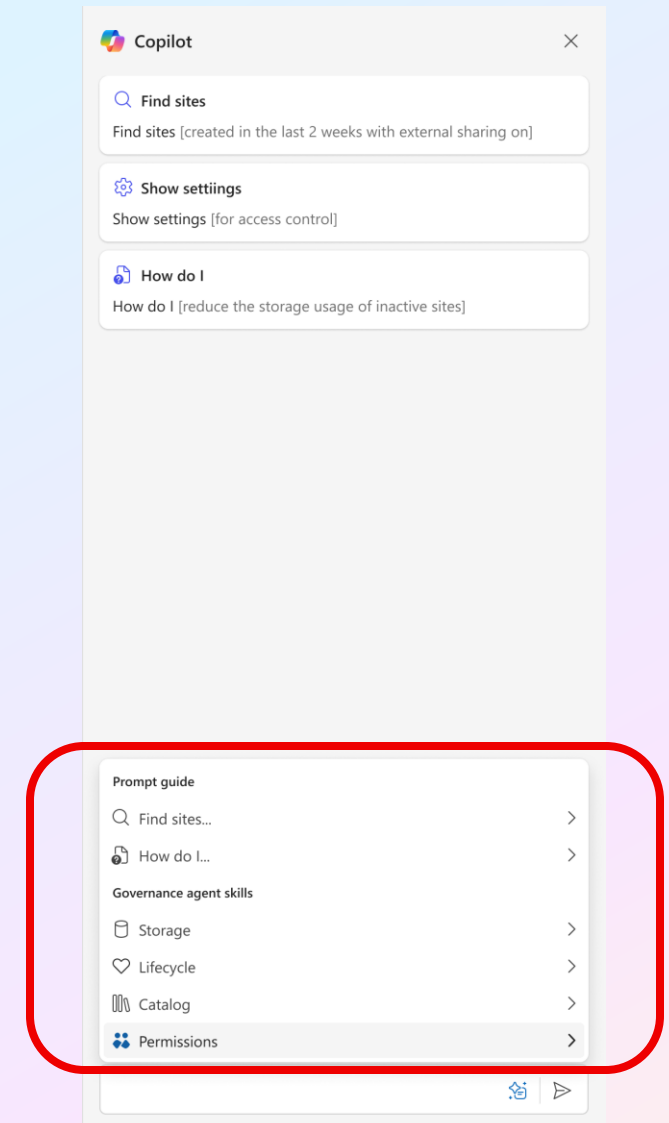 Copilot
Find sites
Find sites [created in the last 2 weeks with external sharing on]
Show settiings
Show settings [for access control]
How do I
How do I [reduce the storage usage of inactive sites]
Prompt guide
Find sites...
How do I...
Governance agent skills
Storage
Lifecycle
Catalog
Permissions